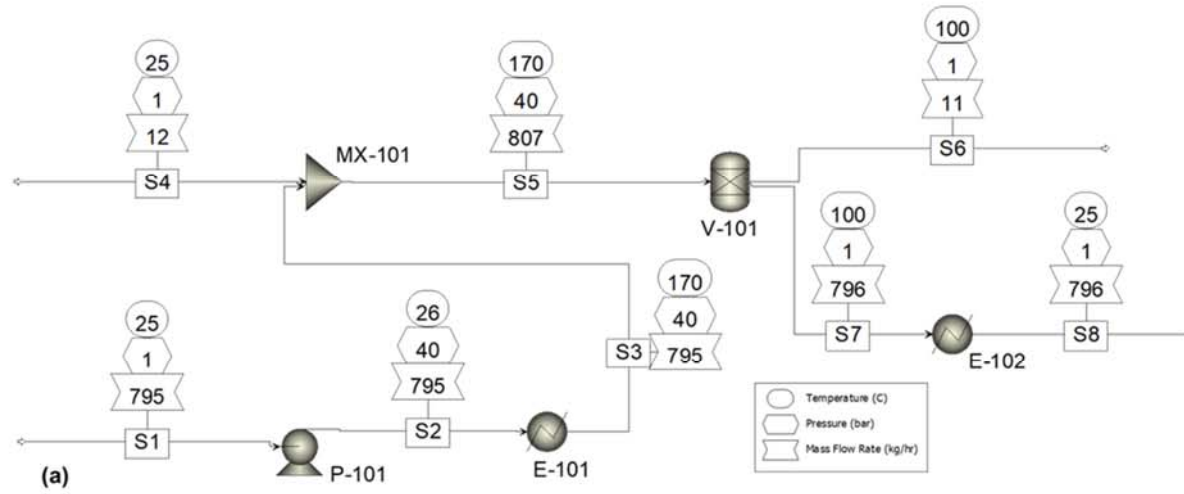 25
1
12
S4
MX-101
170
40
807
S5
V-101
100
1
11
S6
25
1
795
S1
P-101
26
40
795
S2
E-101
170
40
795
S3
100
1
796
S7
E-102
25
1
796
S8
Temperature (C)
Pressure (bar)
Mass Flow Rate (kg/hr)
(a)